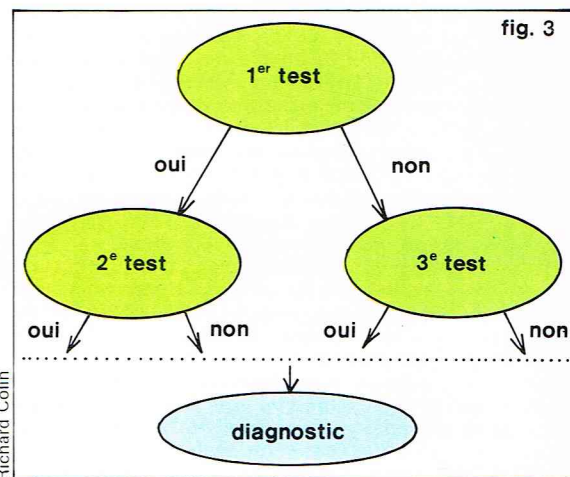 fig. 3
1er test
oui
non
2e test
3e test
oui
non
oui
non
diagnostic
Richard Colin